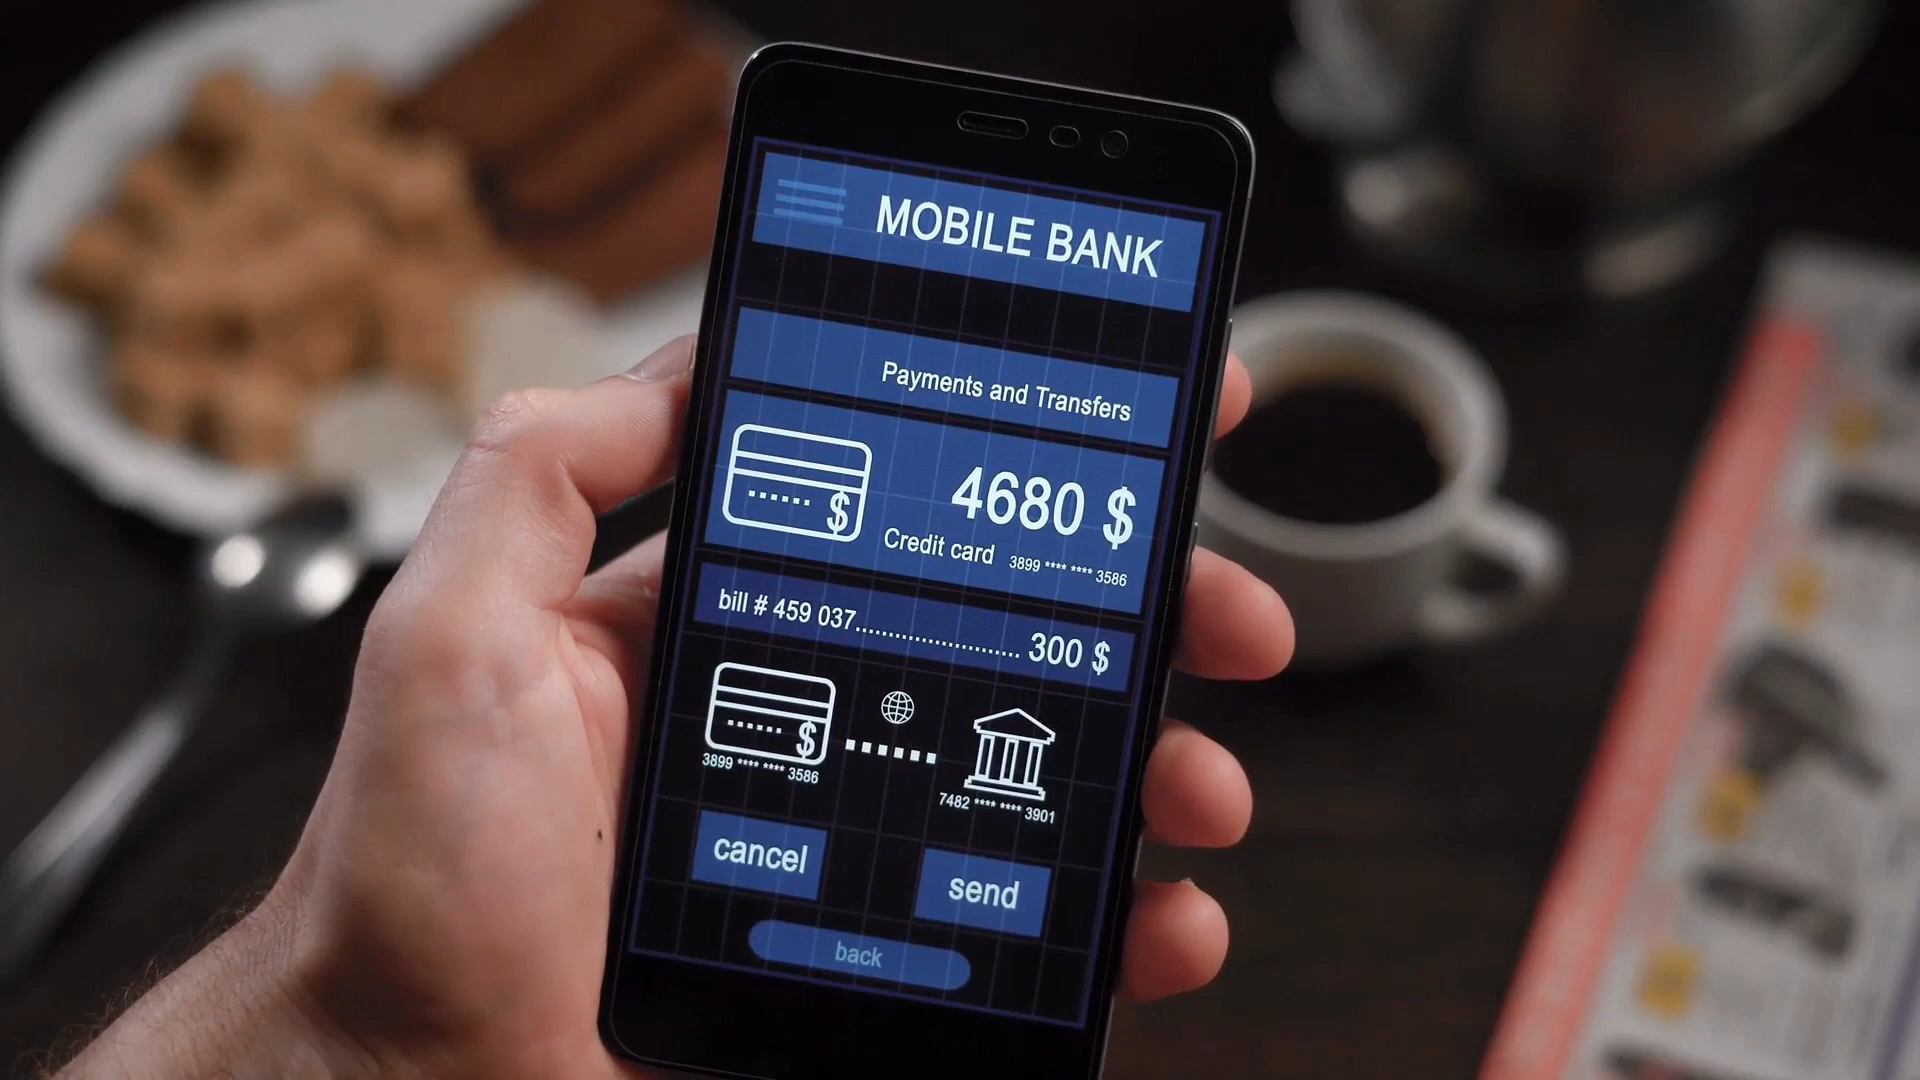 MOBILE BANK
Payments and Transfers
4680 $
Credit card 3899 **** **** 3586
bill # 459 037........................ 300 $
3899 **** **** 3586
7482 **** **** 3901
cancel
send
back